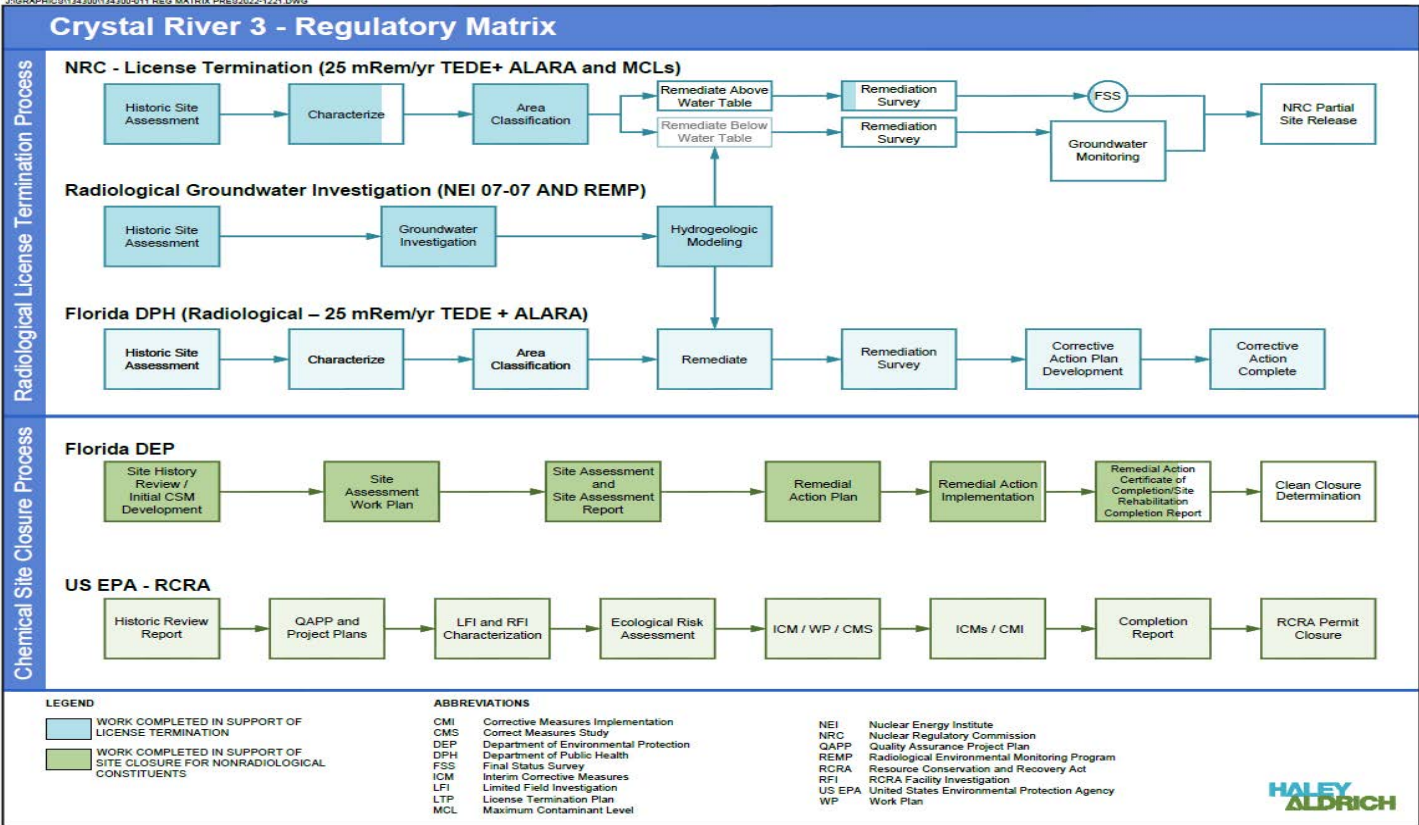 J:\GRAPHICS\134300\134300-011 REG MATRIX PRES2022-1221.DWG
Crystal River 3 - Regulatory Matrix
Radiological License Termination Process
NRC - License Termination (25 mRem/yr TEDE+ ALARA and MCLs)
Historic Site
Assessment
Characterize
Area
Classification
Remediate Above
Water Table
Remediation
Survey
FSS
NRC Partial
Site Release
Remediate Below
Water Table
Remediation
Survey
Groundwater
Monitoring
Radiological Groundwater Investigation (NEI 07-07 AND REMP)
Historic Site
Assessment
Groundwater
Investigation
Hydrogeologic
Modeling
Florida DPH (Radiological – 25 mRem/yr TEDE + ALARA)
Historic Site
Assessment
Characterize
Area
Classification
Remediate
Remediation
Survey
Corrective
Action Plan
Development
Corrective
Action
Complete
Chemical Site Closure Process
Florida DEP
Site History
Review /
Initial CSM
Development
Site
Assessment
Work Plan
Site Assessment
and
Site Assessment
Report
Remedial
Action Plan
Remedial Action
Implementation
Remedial Action
Certificate of
Completion/Site
Rehabilitation
Completion Report
Clean Closure
Determination
US EPA - RCRA
Historic Review
Report
QAPP and
Project Plans
LFI and RFI
Characterization
Ecological Risk
Assessment
ICM / WP / CMS
ICMs / CMI
Completion
Report
RCRA Permit
Closure
LEGEND
WORK COMPLETED IN SUPPORT OF
LICENSE TERMINATION
WORK COMPLETED IN SUPPORT OF
SITE CLOSURE FOR NONRADIOLOGICAL
CONSTITUENTS
ABBREVIATIONS
CMI Corrective Measures Implementation
CMS Correct Measures Study
DEP Department of Environmental Protection
DPH Department of Public Health
FSS Final Status Survey
ICM Interim Corrective Measures
LFI Limited Field Investigation
LTP License Termination Plan
MCL Maximum Contaminant Level
NEI Nuclear Energy Institute
NRC Nuclear Regulatory Commission
QAPP Quality Assurance Project Plan
REMP Radiological Environmental Monitoring Program
RCRA Resource Conservation and Recovery Act
RFI RCRA Facility Investigation
US EPA United States Environmental Protection Agency
WP Work Plan
HALEY
ALDRICH